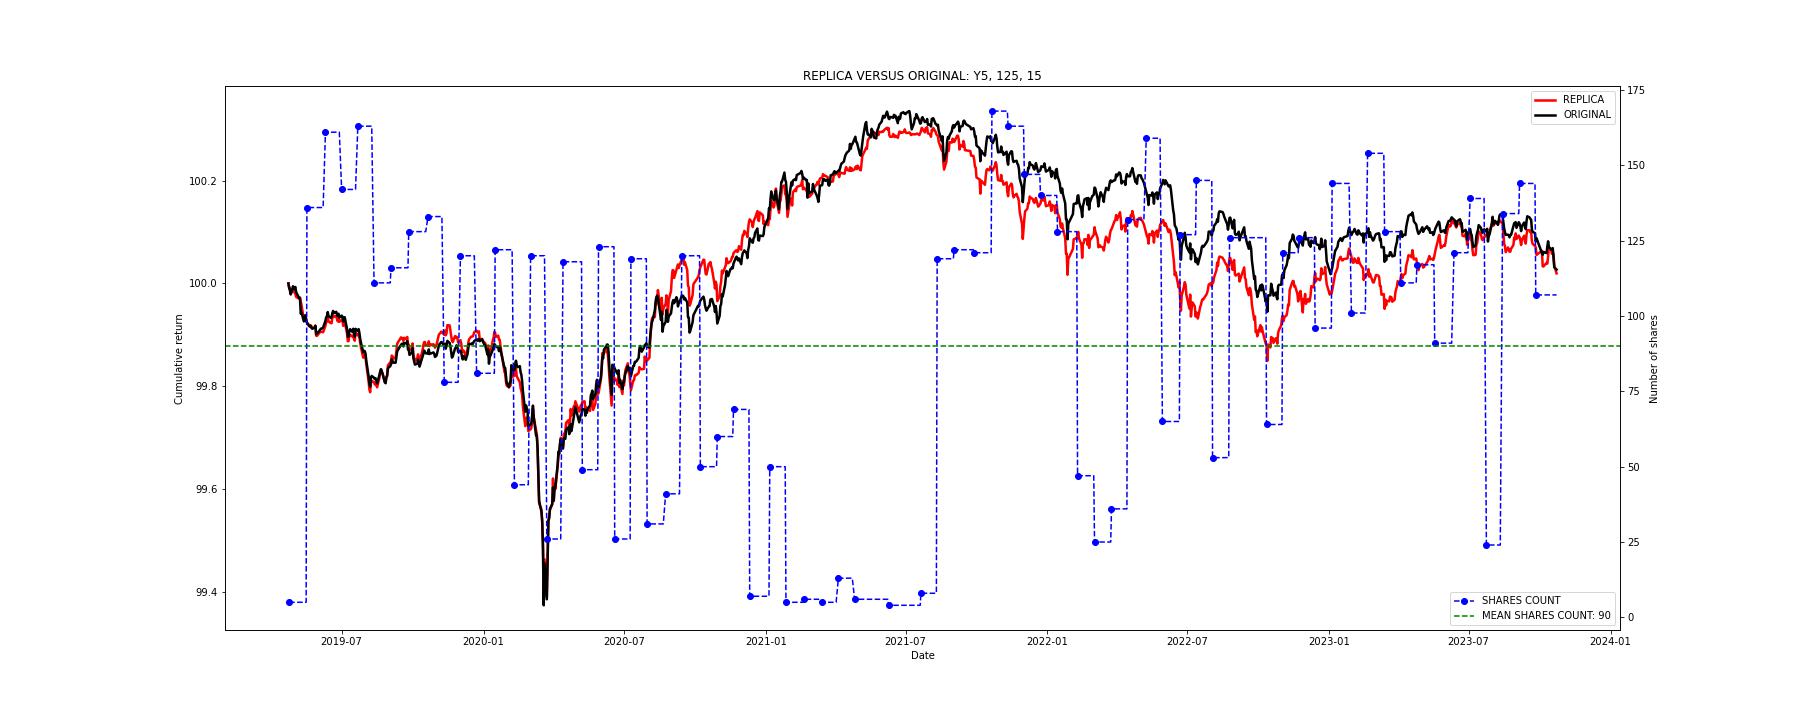 REPLICA VERSUS ORIGINAL: Y5, 125, 15
REPLICA
ORIGINAL
Cumulative return
100.2
100.0
99.8
99.6
99.4
175
150
125
100
75
50
25
0
Number of shares
SHARES COUNT
MEAN SHARES COUNT: 90
2019-07 2020-01 2020-07 2021-01 2021-07 2022-01 2022-07 2023-01 2023-07 2024-01
Date